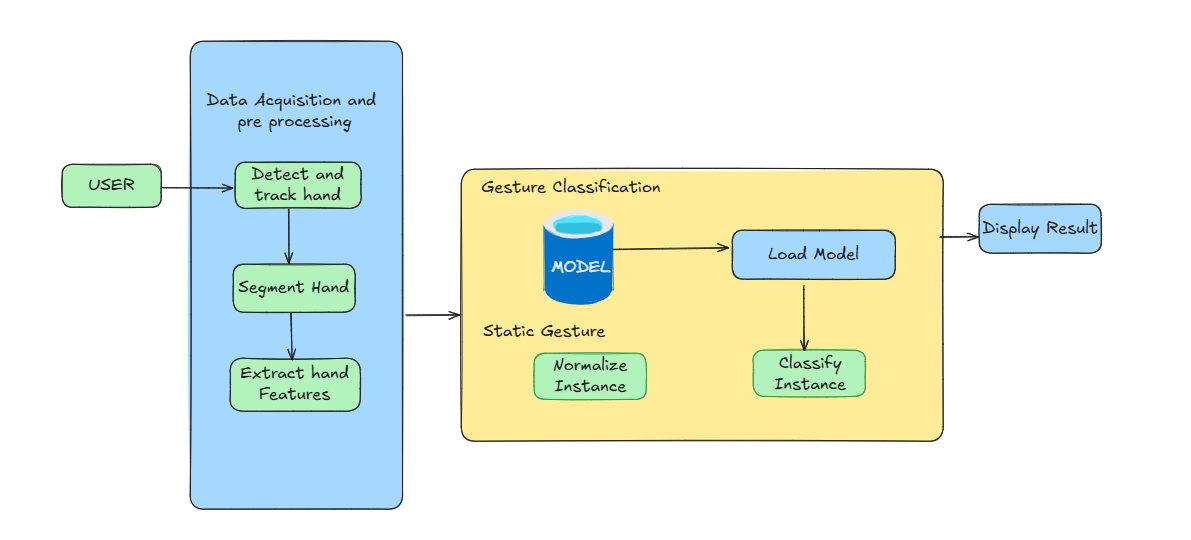 Data Acquisition and
pre processing
USER
Detect and
track hand
Segment Hand
Extract hand
Features
Gesture Classification
MODEL
Load Model
Static Gesture
Normalize
Instance
Classify
Instance
Display Result